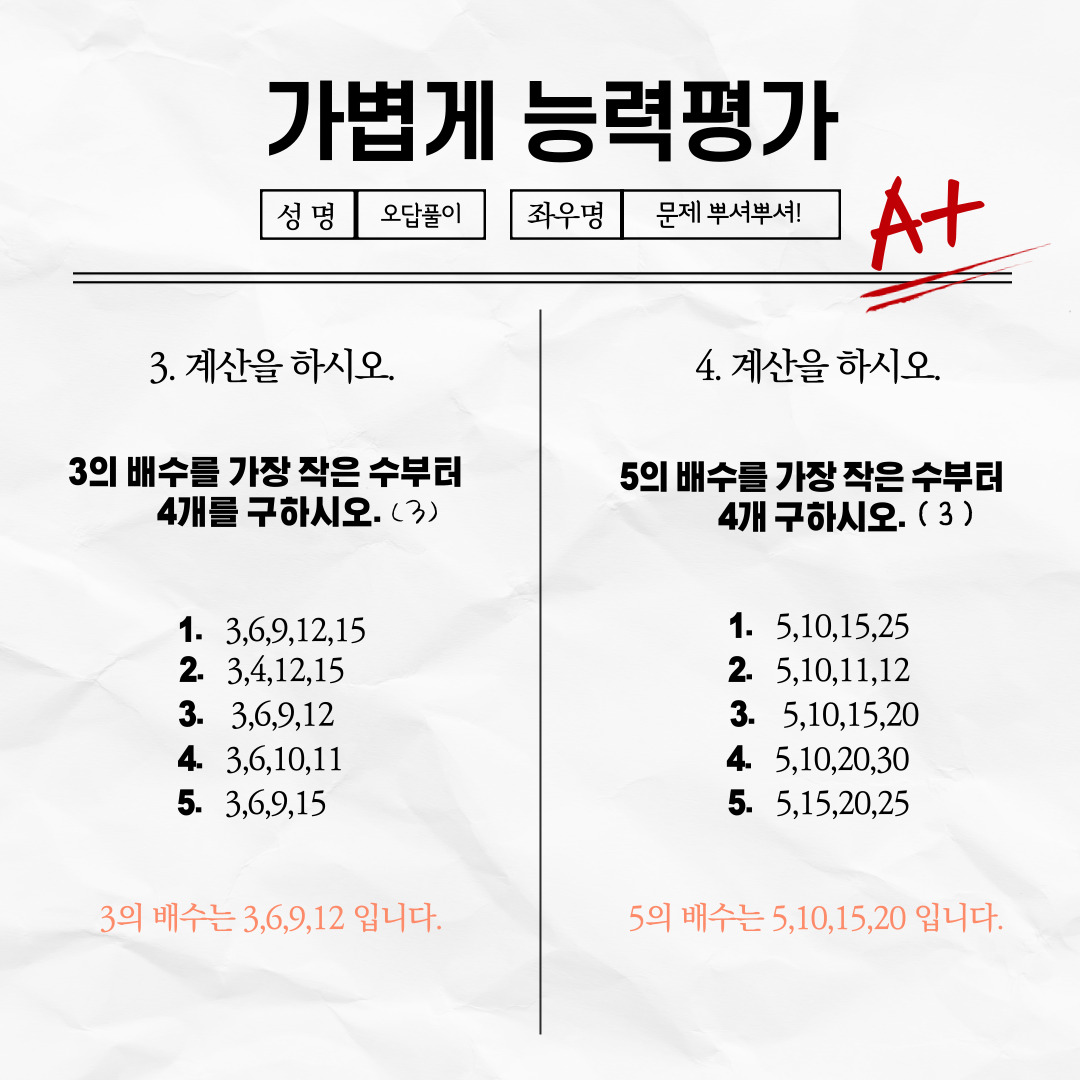 가볍게 능력평가
성 명 오답풀이 좌우명 문제 뿌셔뿌셔!
A+
3. 계산을 하시오.
3의 배수를 가장 작은 수부터
4개를 구하시오. (3)
1. 3,6,9,12,15
2. 3,4,12,15
3. 3,6,9,12
4. 3,6,10,11
5. 3,6,9,15
3의 배수는 3,6,9,12 입니다.
4. 계산을 하시오.
5의 배수를 가장 작은 수부터
4개 구하시오. ( 3 )
1. 5,10,15,25
2. 5,10,11,12
3. 5,10,15,20
4. 5,10,20,30
5. 5,15,20,25
5의 배수는 5,10,15,20 입니다.